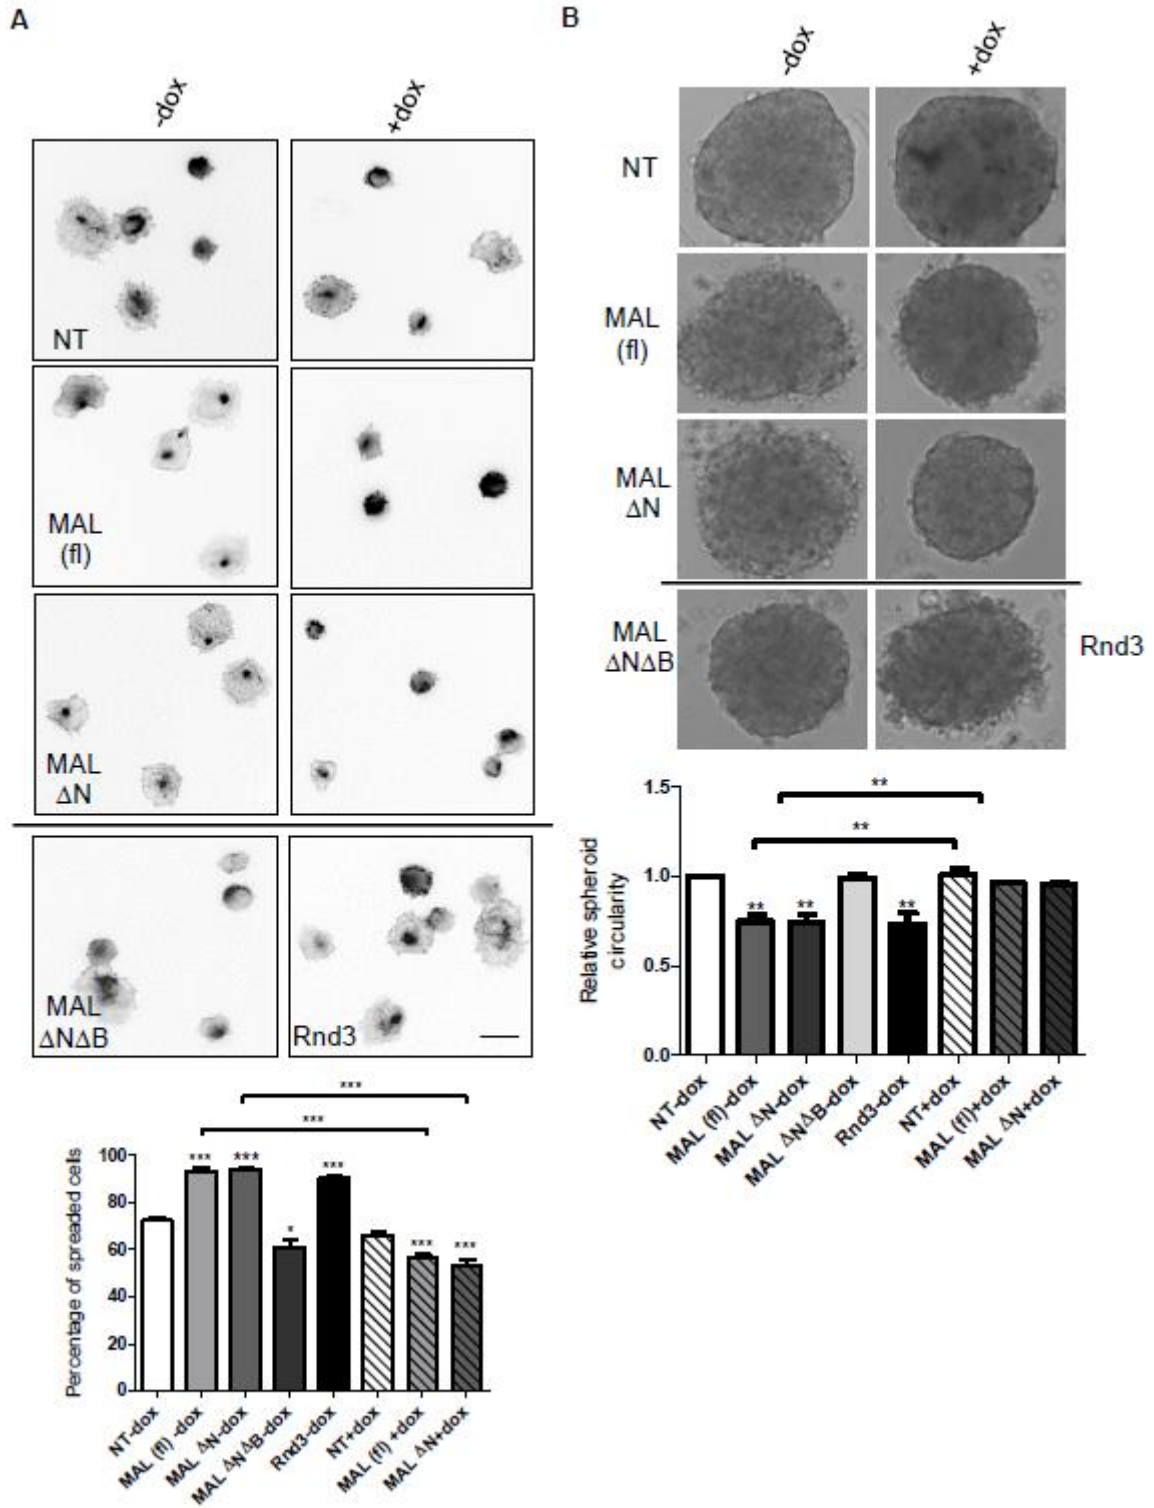 A
B
-dox
+dox
-dox
+dox
NT
MAL
(fl)
MAL
ΔN
MAL
ΔNΔB
Rnd3
NT
MAL
(fl)
MAL
ΔN
MAL
ΔNΔB
Rnd3
***
***
Percentage of spreaded cells
100
80
60
40
20
0
***
***
*
***
***
***
NT-dox
MAL (fl) -dox
MAL ΔN-dox
MAL ΔNΔB-dox
Rnd3-dox
NT+dox
MAL (fl) +dox
MAL ΔN+dox
**
**
Relative spheroid
circularity
1.5
1.0
0.5
0.0
**
**
**
NT-dox
MAL (fl)-dox
MAL ΔN-dox
MAL ΔNΔB-dox
Rnd3-dox
NT+dox
MAL (fl)+dox
MAL ΔN+dox